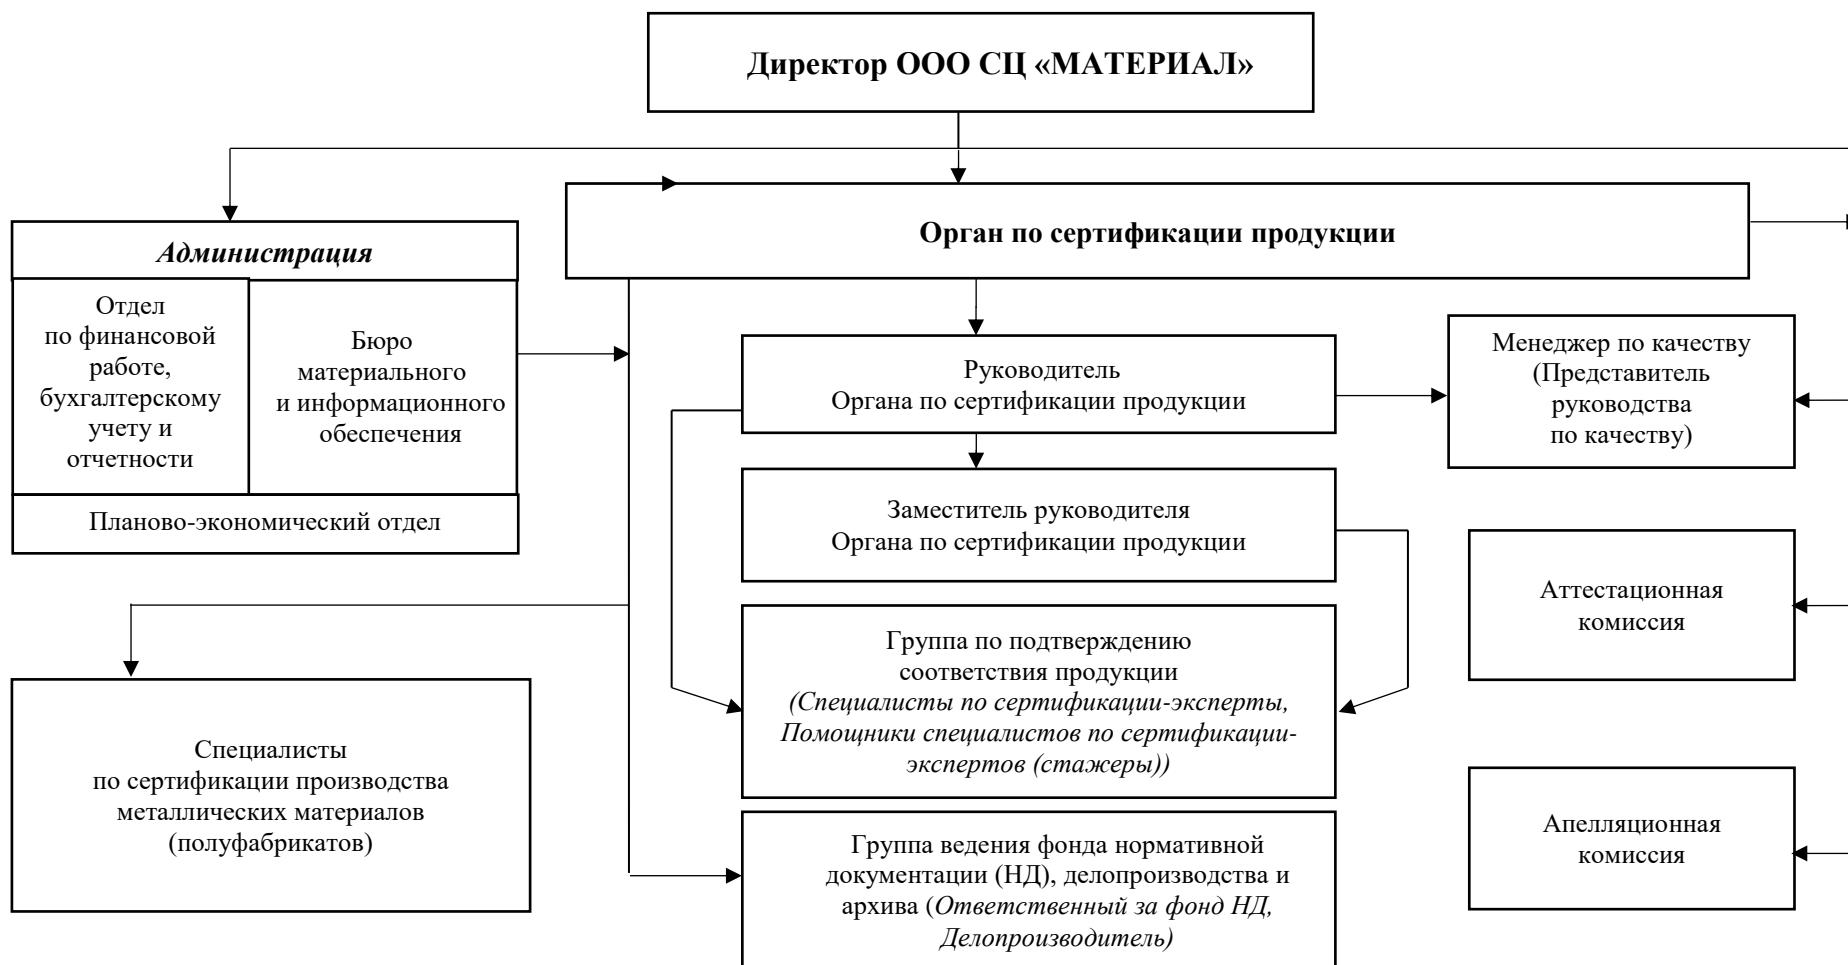 Директор ООО СЦ «МАТЕРИАЛ»
Орган по сертификации продукции
Администрация
Отдел
по финансовой
работе,
бухгалтерскому
учету и
отчетности
Бюро
материального
и информационного
обеспечения
Планово-экономический отдел
Руководитель
Органа по сертификации продукции
Менеджер по качеству
(Представитель
руководства
по качеству)
Заместитель руководителя
Органа по сертификации продукции
Аттестационная
комиссия
Группа по подтверждению
соответствия продукции
(Специалисты по сертификации-эксперты,
Помощники специалистов по сертификации-
экспертов (стажеры))
Специалисты
по сертификации производства
металлических материалов
(полуфабрикатов)
Апелляционная
комиссия
Группа ведения фонда нормативной
документации (НД), делопроизводства и
архива (Ответственный за фонд НД,
Делопроизводитель)